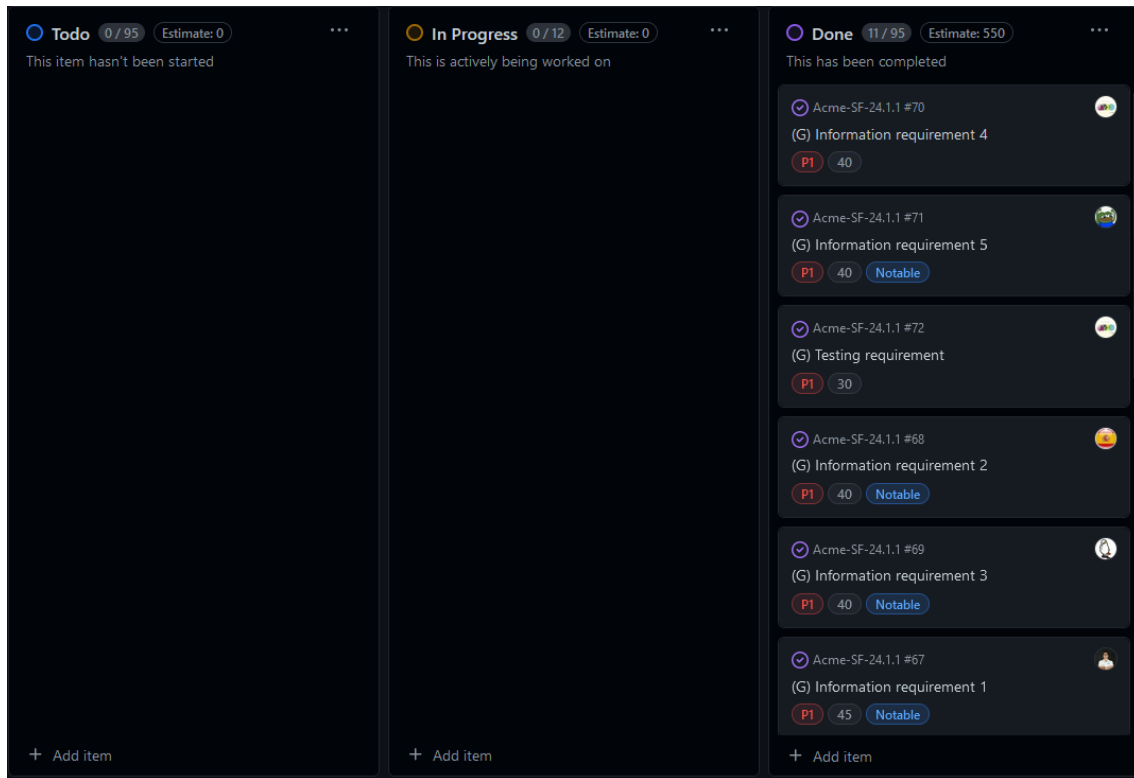 Todo 0 / 95 Estimate: 0 ...
This item hasn't been started
+ Add item
In Progress 0 / 12 Estimate: 0 ...
This is actively being worked on
+ Add item
Done 11 / 95 Estimate: 550 ...
This has been completed
Acme-SF-24.1.1 #70
(G) Information requirement 4
P1 40
Acme-SF-24.1.1 #71
(G) Information requirement 5
P1 40 Notable
Acme-SF-24.1.1 #72
(G) Testing requirement
P1 30
Acme-SF-24.1.1 #68
(G) Information requirement 2
P1 40 Notable
Acme-SF-24.1.1 #69
(G) Information requirement 3
P1 40 Notable
Acme-SF-24.1.1 #67
(G) Information requirement 1
P1 45 Notable
+ Add item